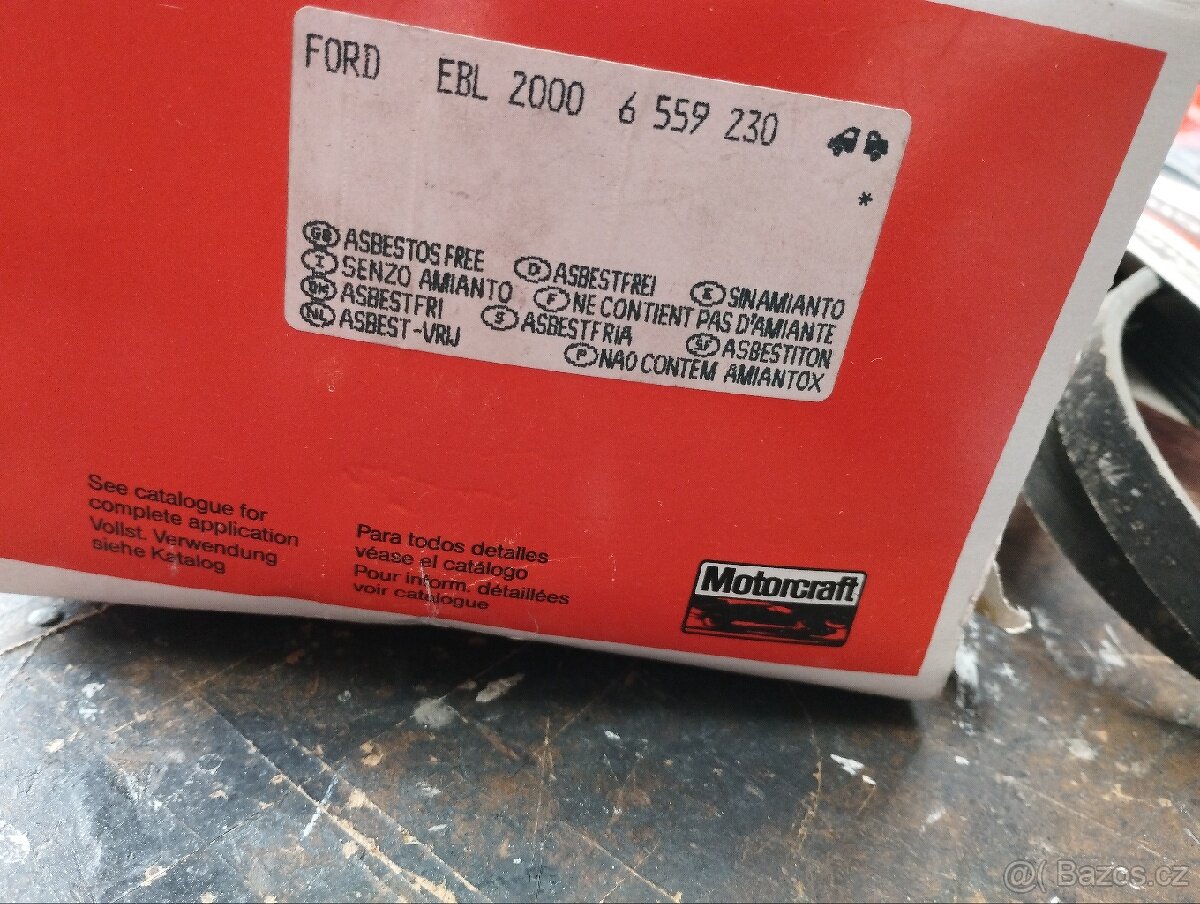 FORD EBL 2000 6 559 230
*
GB ASBESTOS FREE D ASBESTFREI E SINAMIANTO
I SENZO AMIANTO F NE CONTIENT PAS D'AMIANTE
DK ASBESTFRI S ASBESTFRIA SF ASBESTITON
NL ASBEST-VRIJ P NAO CONTEM AMIANTOX
See catalogue for
complete application
Vollst. Verwendung
siehe Katalog
Para todos detalles
véase el catálogo
Pour inform. détaillées
voir catalogue
Motorcraft
@( Bazos.cz